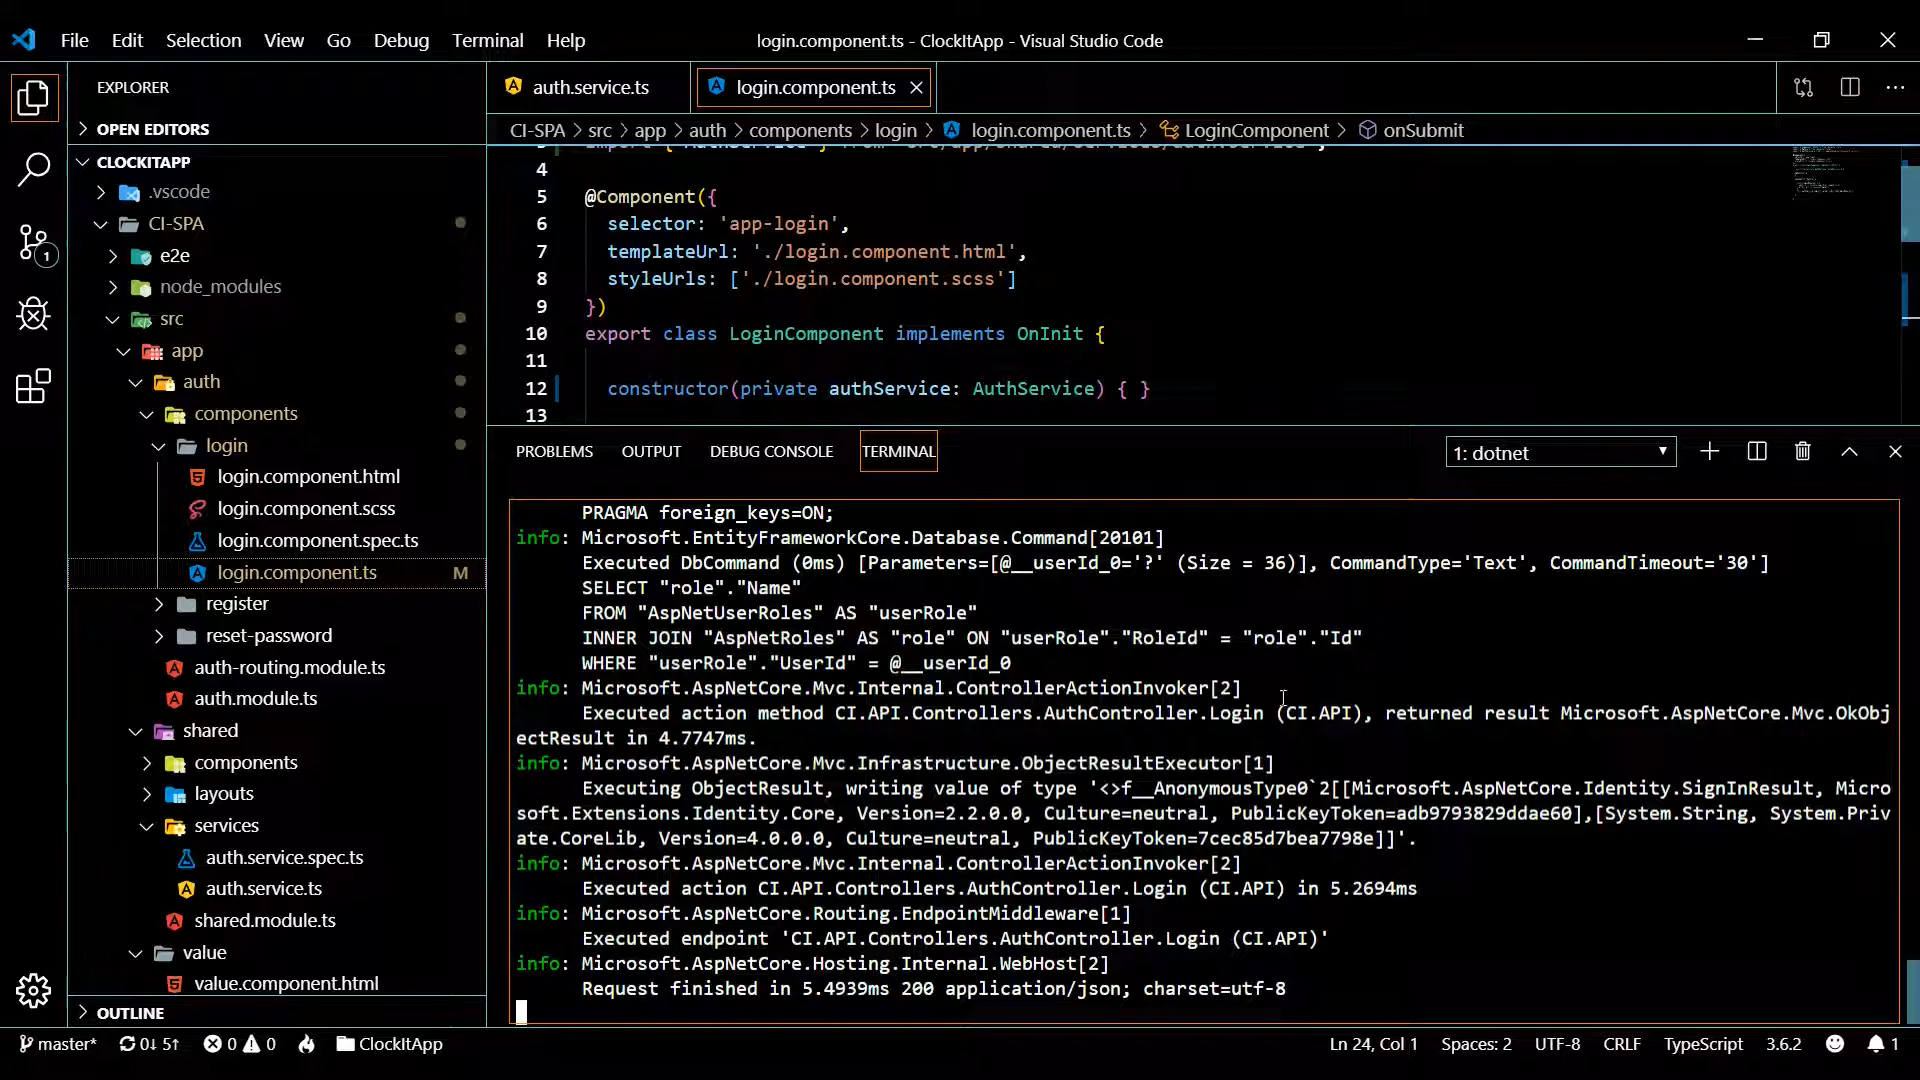 File Edit Selection View Go Debug Terminal Help
login.component.ts - ClockItApp - Visual Studio Code
EXPLORER
OPEN EDITORS
CLOCKITAPP
.vscode
CI-SPA
e2e
node_modules
src
app
auth
components
login
login.component.html
login.component.scss
login.component.spec.ts
login.component.ts M
register
reset-password
auth-routing.module.ts
auth.module.ts
shared
components
layouts
services
auth.service.spec.ts
auth.service.ts
shared.module.ts
value
value.component.html
OUTLINE
1
auth.service.ts
login.component.ts
CI-SPA > src > app > auth > components > login > login.component.ts > LoginComponent > onSubmit
4
5 @Component({
6 selector: 'app-login',
7 templateUrl: './login.component.html',
8 styleUrls: ['./login.component.scss']
9 })
10 export class LoginComponent implements OnInit {
11
12 constructor(private authService: AuthService) { }
13
PROBLEMS OUTPUT DEBUG CONSOLE TERMINAL
1: dotnet
PRAGMA foreign_keys=ON;
info: Microsoft.EntityFrameworkCore.Database.Command[20101]
Executed DbCommand (0ms) [Parameters=[@__userId_0='?' (Size = 36)], CommandType='Text', CommandTimeout='30']
SELECT "role"."Name"
FROM "AspNetUserRoles" AS "userRole"
INNER JOIN "AspNetRoles" AS "role" ON "userRole"."RoleId" = "role"."Id"
WHERE "userRole"."UserId" = @__userId_0
info: Microsoft.AspNetCore.Mvc.Internal.ControllerActionInvoker[2]
Executed action method CI.API.Controllers.AuthController.Login (CI.API), returned result Microsoft.AspNetCore.Mvc.OkObj
ectResult in 4.7747ms.
info: Microsoft.AspNetCore.Mvc.Infrastructure.ObjectResultExecutor[1]
Executing ObjectResult, writing value of type '<>f__AnonymousType0`2[[Microsoft.AspNetCore.Identity.SignInResult, Micro
soft.Extensions.Identity.Core, Version=2.2.0.0, Culture=neutral, PublicKeyToken=adb9793829ddae60],[System.String, System.Priv
ate.CoreLib, Version=4.0.0.0, Culture=neutral, PublicKeyToken=7cec85d7bea7798e]]'.
info: Microsoft.AspNetCore.Mvc.Internal.ControllerActionInvoker[2]
Executed action CI.API.Controllers.AuthController.Login (CI.API) in 5.2694ms
info: Microsoft.AspNetCore.Routing.EndpointMiddleware[1]
Executed endpoint 'CI.API.Controllers.AuthController.Login (CI.API)'
info: Microsoft.AspNetCore.Hosting.Internal.WebHost[2]
Request finished in 5.4939ms 200 application/json; charset=utf-8
master* 0↓ 5↑ 0 0 ClockItApp
Ln 24, Col 1 Spaces: 2 UTF-8 CRLF TypeScript 3.6.2 1